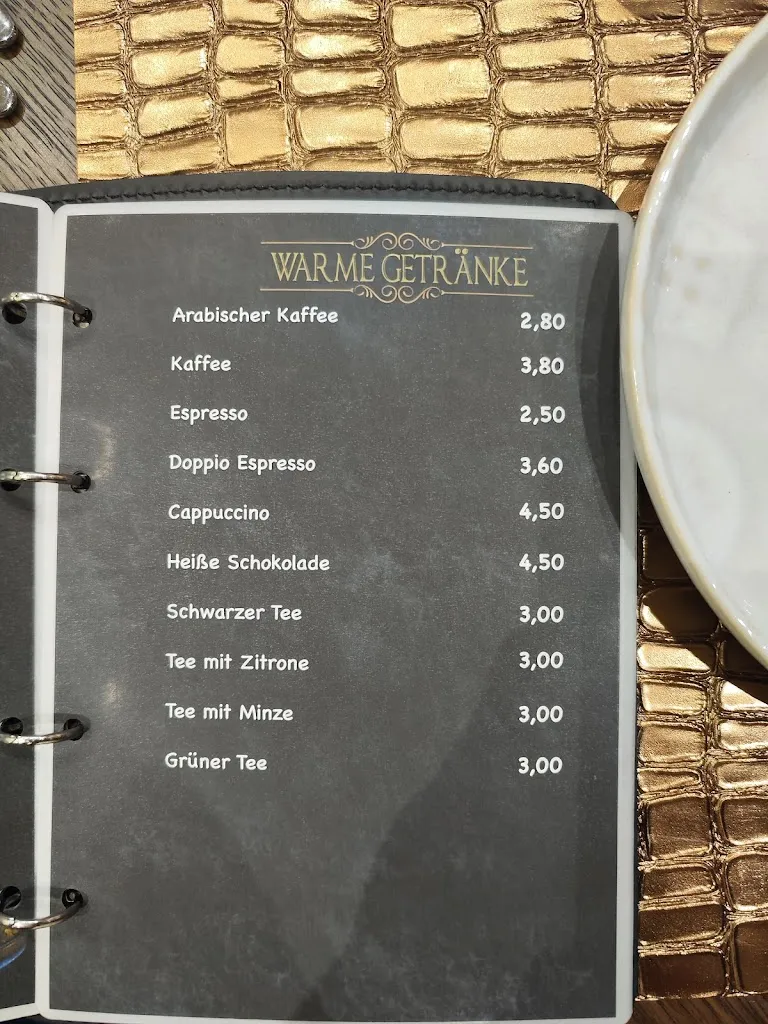 WARME GETRÄNKE
Arabischer Kaffee 2,80
Kaffee 3,80
Espresso 2,50
Doppio Espresso 3,60
Cappuccino 4,50
Heiße Schokolade 4,50
Schwarzer Tee 3,00
Tee mit Zitrone 3,00
Tee mit Minze 3,00
Grüner Tee 3,00